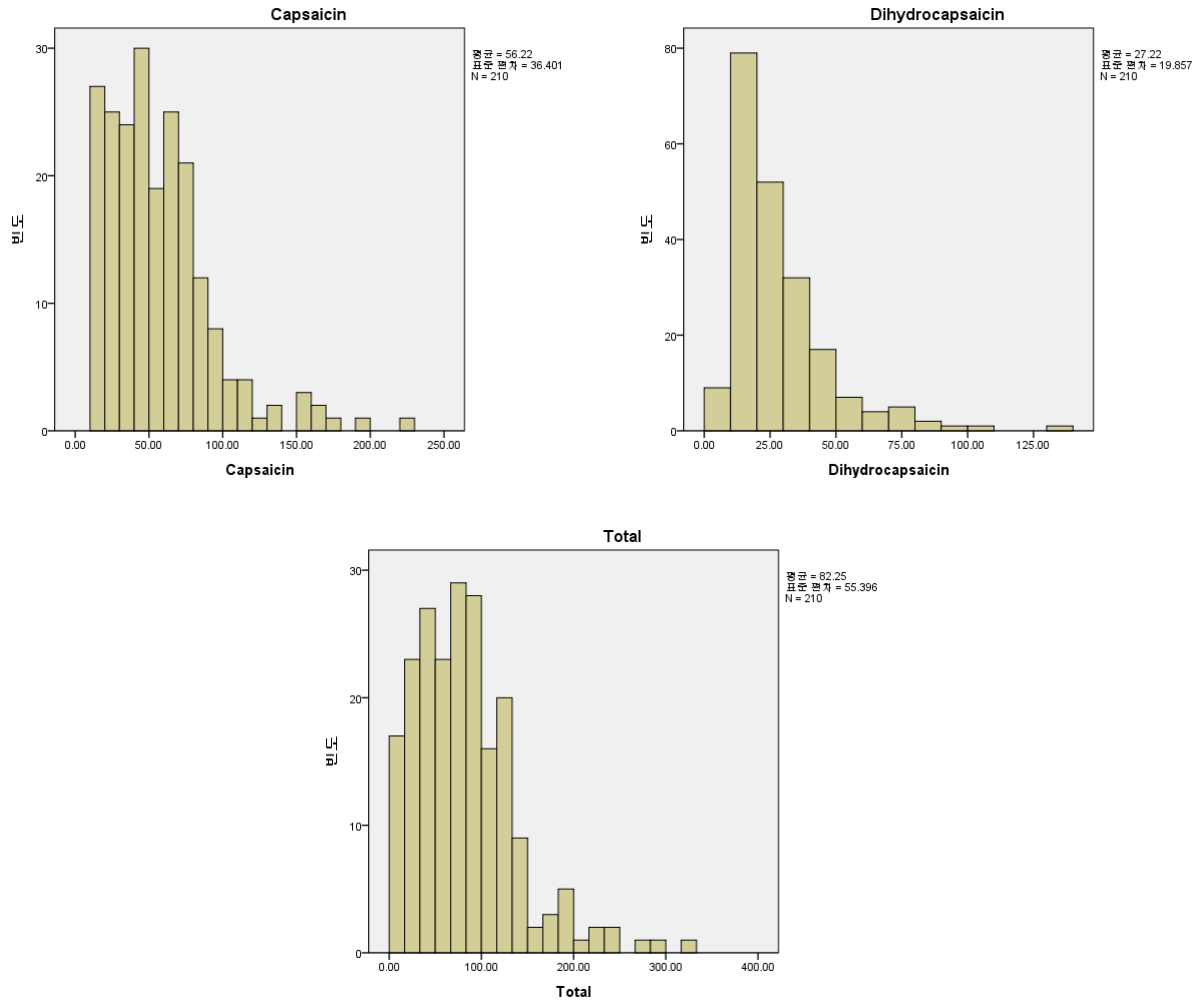 Capsaicin
평균 = 56.22
표준 편차 = 36.401
N = 210
30
20
10
0
빈도
0.00 50.00 100.00 150.00 200.00 250.00
Capsaicin
Dihydrocapsaicin
평균 = 27.22
표준 편차 = 19.857
N = 210
80
60
40
20
0
빈도
0.00 25.00 50.00 75.00 100.00 125.00
Dihydrocapsaicin
Total
평균 = 82.25
표준 편차 = 55.396
N = 210
30
20
10
0
빈도
0.00 100.00 200.00 300.00 400.00
Total